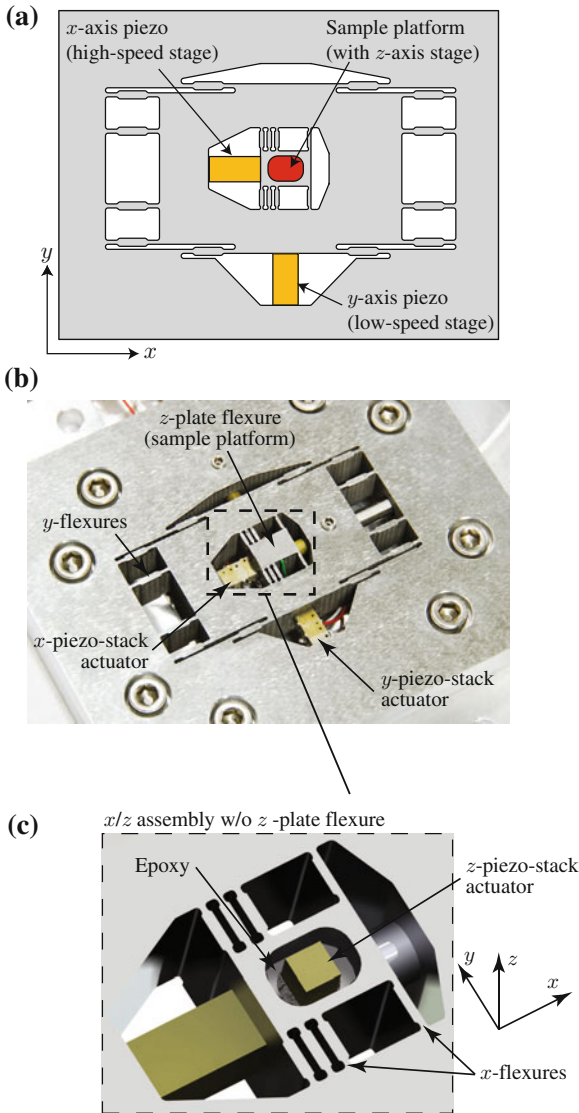 (a)
x-axis piezo
(high-speed stage)
Sample platform
(with z-axis stage)
y
x
y-axis piezo
(low-speed stage)
(b)
z-plate flexure
(sample platform)
y-flexures
x-piezo-stack
actuator
y-piezo-stack
actuator
(c)
x/z assembly w/o z -plate flexure
Epoxy
z-piezo-stack
actuator
y
z
x
x-flexures